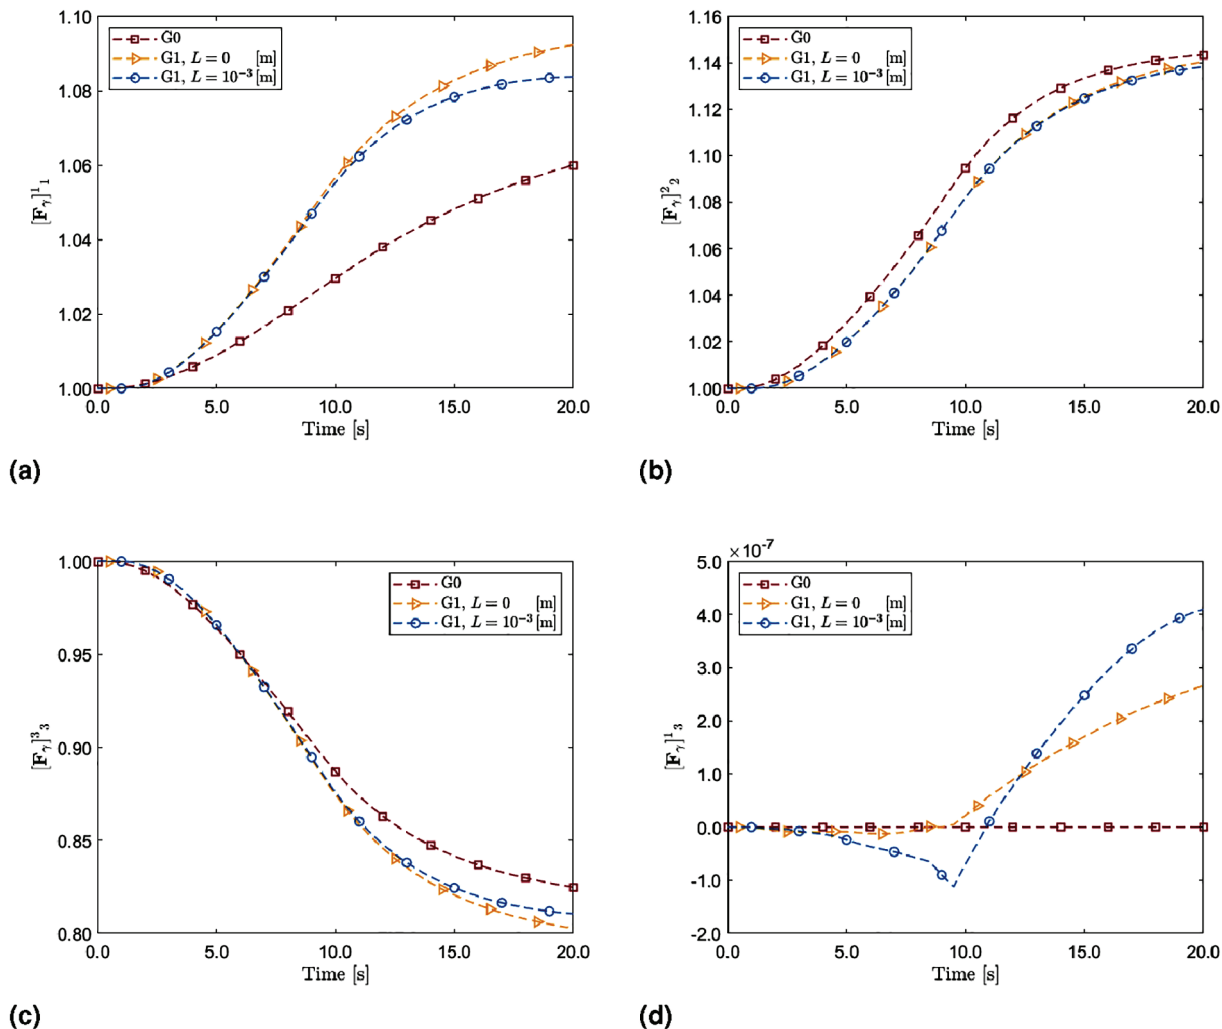 1.10
1.08
1.06
1.04
1.02
1.00
[F_γ]^1_1
G0
G1, L = 0 [m]
G1, L = 10⁻³ [m]
0.0 5.0 10.0 15.0 20.0
Time [s]
(a)
1.16
1.14
1.12
1.10
1.08
1.06
1.04
1.02
1.00
[F_γ]^2_2
G0
G1, L = 0 [m]
G1, L = 10⁻³ [m]
0.0 5.0 10.0 15.0 20.0
Time [s]
(b)
1.00
0.95
0.90
0.85
0.80
[F_γ]^3_3
G0
G1, L = 0 [m]
G1, L = 10⁻³ [m]
0.0 5.0 10.0 15.0 20.0
Time [s]
(c)
×10⁻⁷
5.0
4.0
3.0
2.0
1.0
0.0
-1.0
-2.0
[F_γ]^1_3
G0
G1, L = 0 [m]
G1, L = 10⁻³ [m]
0.0 5.0 10.0 15.0 20.0
Time [s]
(d)